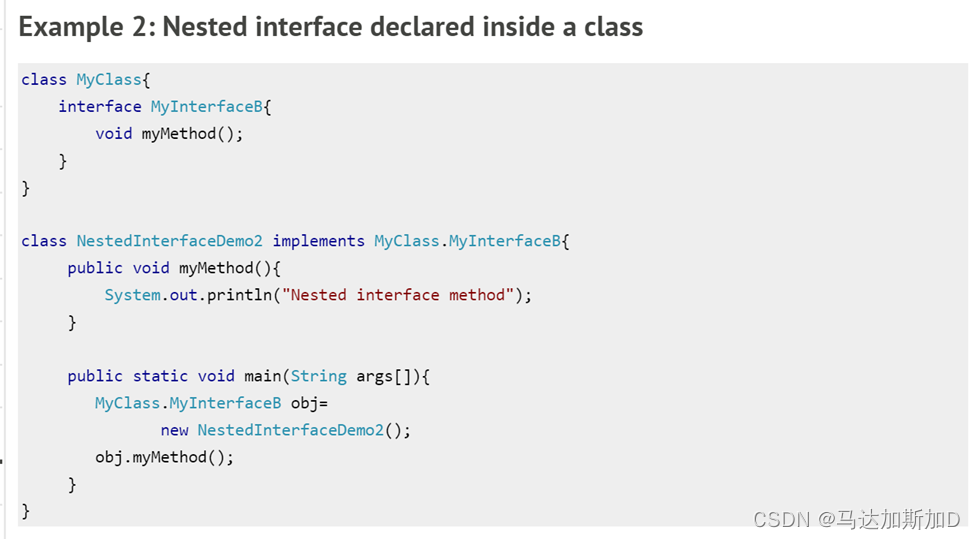 Example 2: Nested interface declared inside a class
class MyClass{
    interface MyInterfaceB{
        void myMethod();
    }
}

class NestedInterfaceDemo2 implements MyClass.MyInterfaceB{
     public void myMethod(){
         System.out.println("Nested interface method");
     }

     public static void main(String args[]){
        MyClass.MyInterfaceB obj=
               new NestedInterfaceDemo2();
        obj.myMethod();
     }
}
CSDN @马达加斯加D